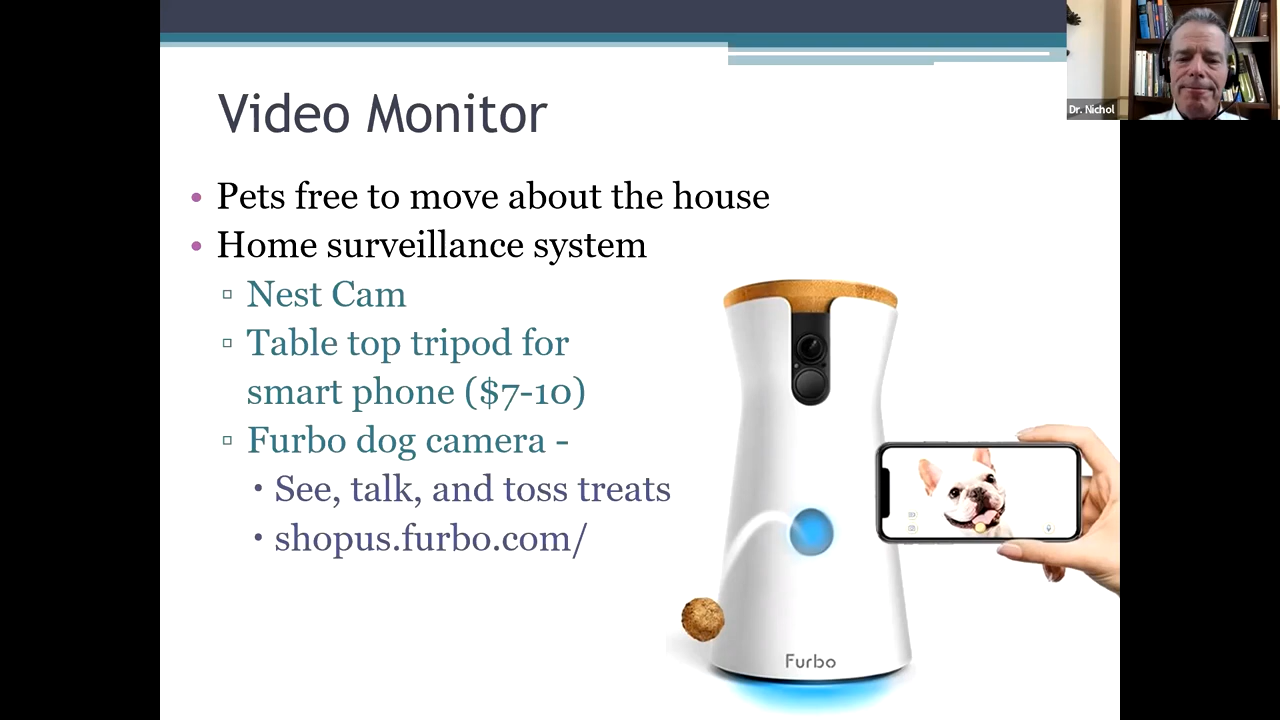 Video Monitor
Dr. Nichol
• Pets free to move about the house
• Home surveillance system
▫ Nest Cam
▫ Table top tripod for
smart phone ($7-10)
▫ Furbo dog camera -
▪ See, talk, and toss treats
▪ shopus.furbo.com/
Furbo